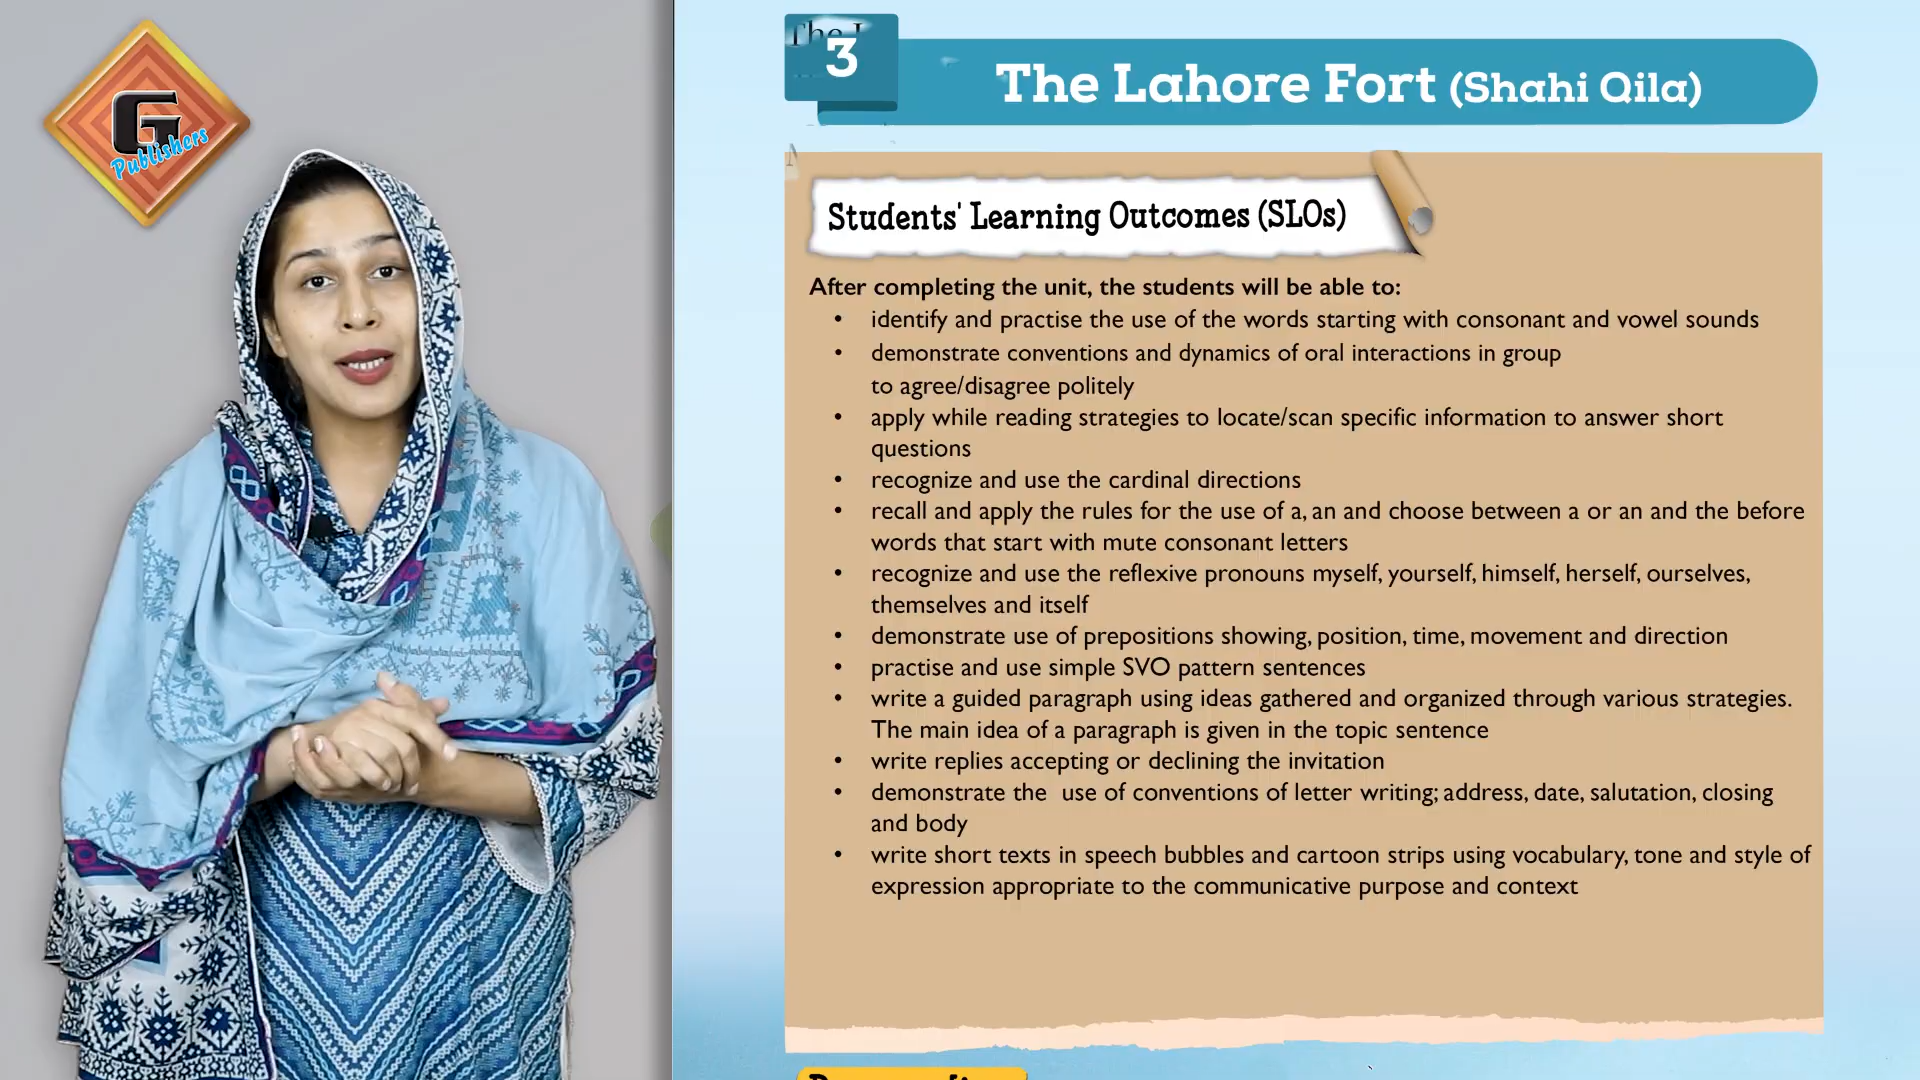 G
Publishers
3
The Lahore Fort (Shahi Qila)
Students' Learning Outcomes (SLOs)
After completing the unit, the students will be able to:
• identify and practise the use of the words starting with consonant and vowel sounds
• demonstrate conventions and dynamics of oral interactions in group
to agree/disagree politely
• apply while reading strategies to locate/scan specific information to answer short
questions
• recognize and use the cardinal directions
• recall and apply the rules for the use of a, an and choose between a or an and the before
words that start with mute consonant letters
• recognize and use the reflexive pronouns myself, yourself, himself, herself, ourselves,
themselves and itself
• demonstrate use of prepositions showing, position, time, movement and direction
• practise and use simple SVO pattern sentences
• write a guided paragraph using ideas gathered and organized through various strategies.
The main idea of a paragraph is given in the topic sentence
• write replies accepting or declining the invitation
• demonstrate the use of conventions of letter writing; address, date, salutation, closing
and body
• write short texts in speech bubbles and cartoon strips using vocabulary, tone and style of
expression appropriate to the communicative purpose and context